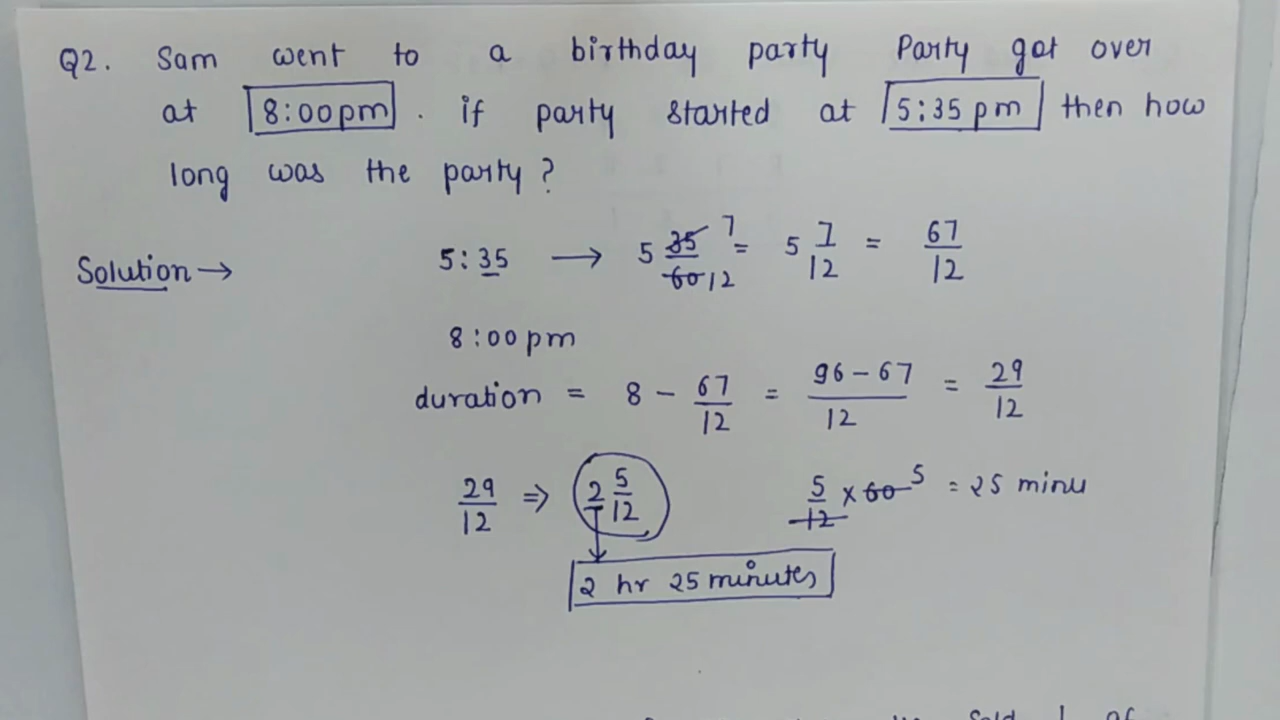 Q2. Sam went to a birthday party Party got over
at 8:00pm . if party started at 5:35 pm then how
long was the party ?
Solution → 5:35 → 5 35/60 7/12 = 5 7/12 = 67/12
8:00pm
duration = 8 - 67/12 = 96-67/12 = 29/12
29/12 ⇒ 2 5/12 5/12 × 60 5 = 25 minu
2 hr 25 minutes